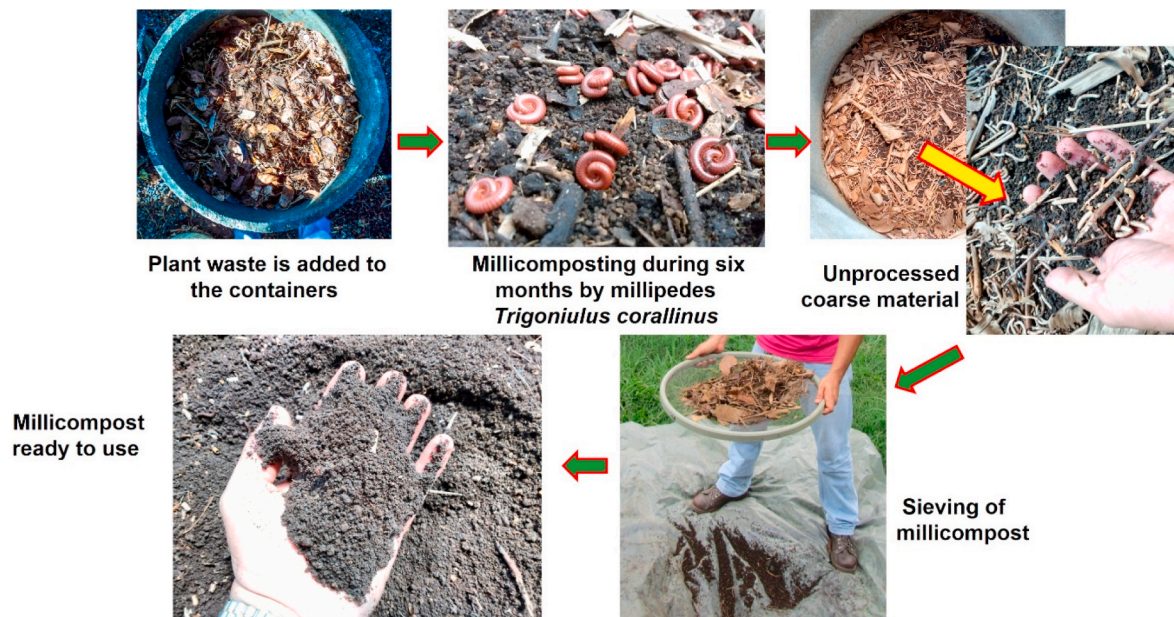 Plant waste is added to
the containers
Millicomposting during six
months by millipedes
Trigoniulus corallinus
Unprocessed
coarse material
Sieving of
millicompost
Millicompost
ready to use